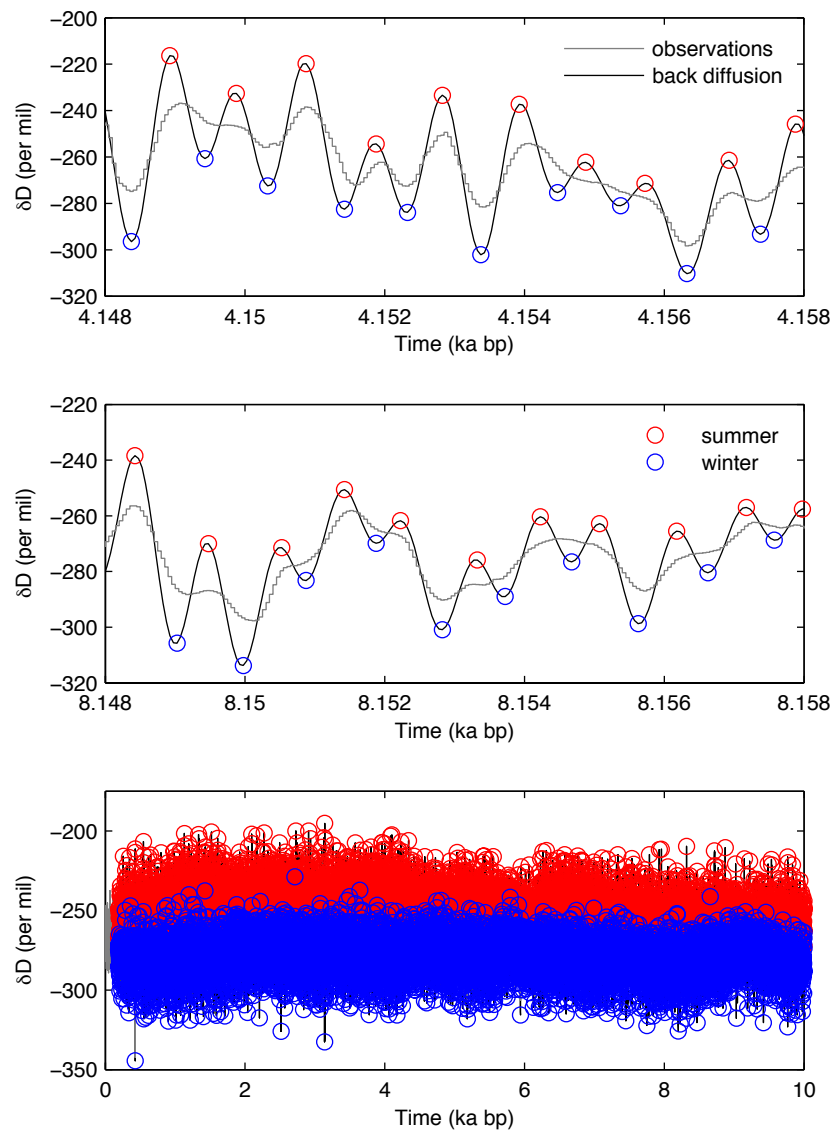 −200
−220
−240
−260
−280
−300
−320
δD (per mil)
observations
back diffusion
4.148 4.15 4.152 4.154 4.156 4.158
Time (ka bp)
−220
−240
−260
−280
−300
−320
δD (per mil)
summer
winter
8.148 8.15 8.152 8.154 8.156 8.158
Time (ka bp)
−200
−250
−300
−350
δD (per mil)
0 2 4 6 8 10
Time (ka bp)